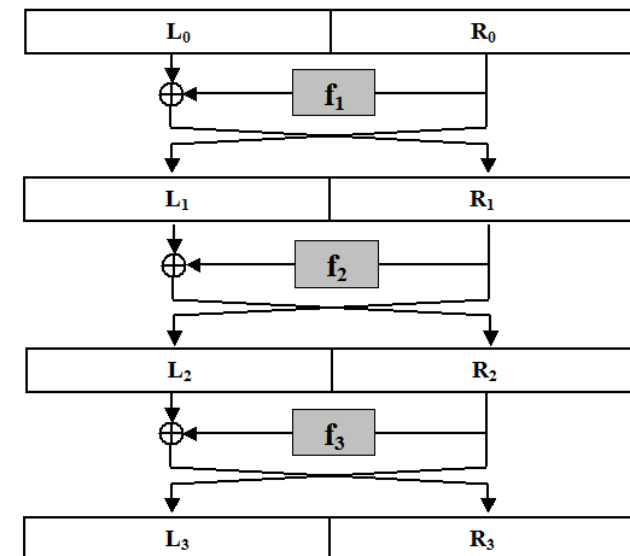 L₀ R₀
f₁
L₁ R₁
f₂
L₂ R₂
f₃
L₃ R₃